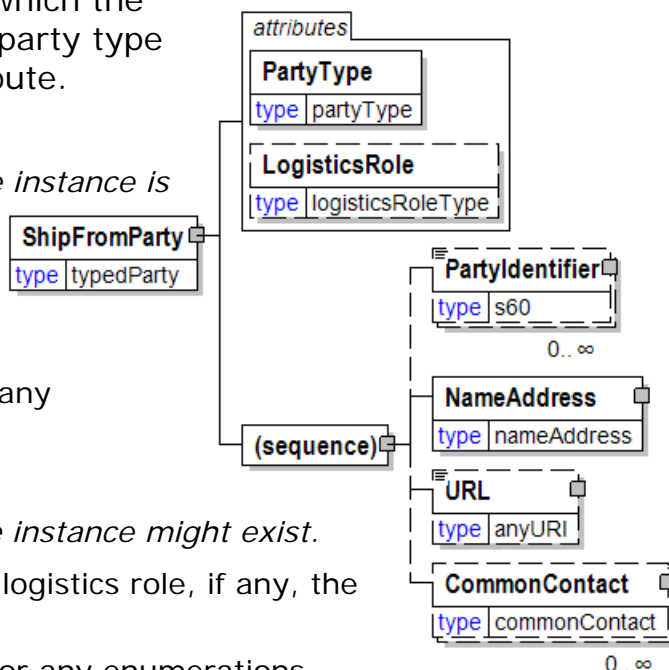 which the
party type
bute.
e instance is
any
e instance might exist.
logistics role, if any, the
or any enumerations
attributes
PartyType
type partyType
LogisticsRole
type logisticsRoleType
ShipFromParty
type typedParty
(sequence)
PartyIdentifier
type s60
0.. ∞
NameAddress
type nameAddress
URL
type anyURI
CommonContact
type commonContact
0.. ∞